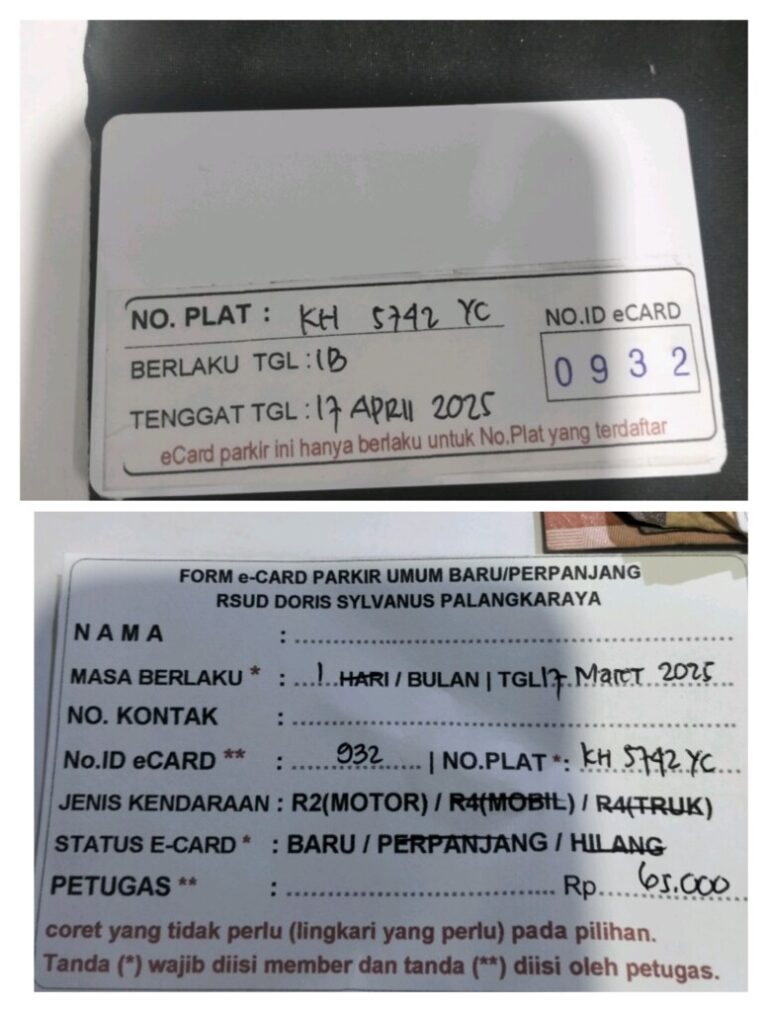 NO. PLAT : KH 5742 YC
NO.ID eCARD
BERLAKU TGL : 1B
0932
TENGGAT TGL : 17 APRIl 2025
eCard parkir ini hanya berlaku untuk No.Plat yang terdaftar
FORM e-CARD PARKIR UMUM BARU/PERPANJANG
RSUD DORIS SYLVANUS PALANGKARAYA
NAMA :
MASA BERLAKU * : 1 HARI / BULAN | TGL 17 Maret 2025
NO. KONTAK :
No.ID eCARD ** : 932 | NO.PLAT *: KH 5742 YC
JENIS KENDARAAN : R2(MOTOR) / R4(MOBIL) / R4(TRUK)
STATUS E-CARD * : BARU / PERPANJANG / HILANG
PETUGAS ** : Rp. 65.000
coret yang tidak perlu (lingkari yang perlu) pada pilihan.
Tanda (*) wajib diisi member dan tanda (**) diisi oleh petugas.